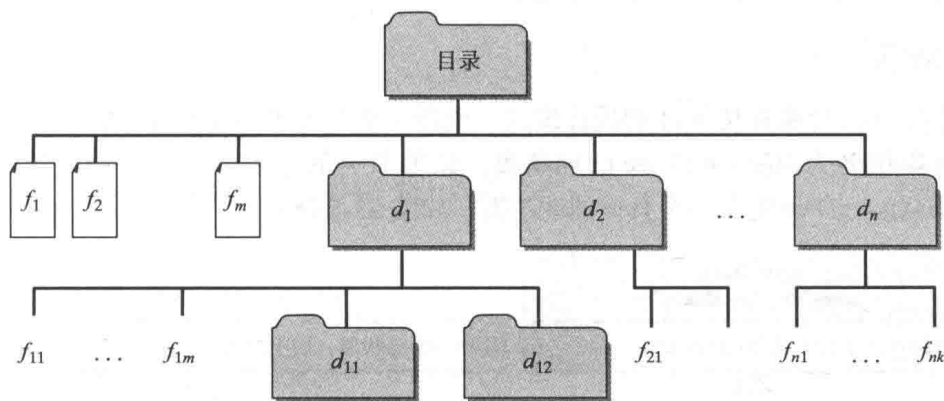 目录
f₁ f₂ fₘ d₁ d₂ ... dₙ
f₁₁ ... f₁ₘ d₁₁ d₁₂ f₂₁ fₙ₁ ... fₙₖ